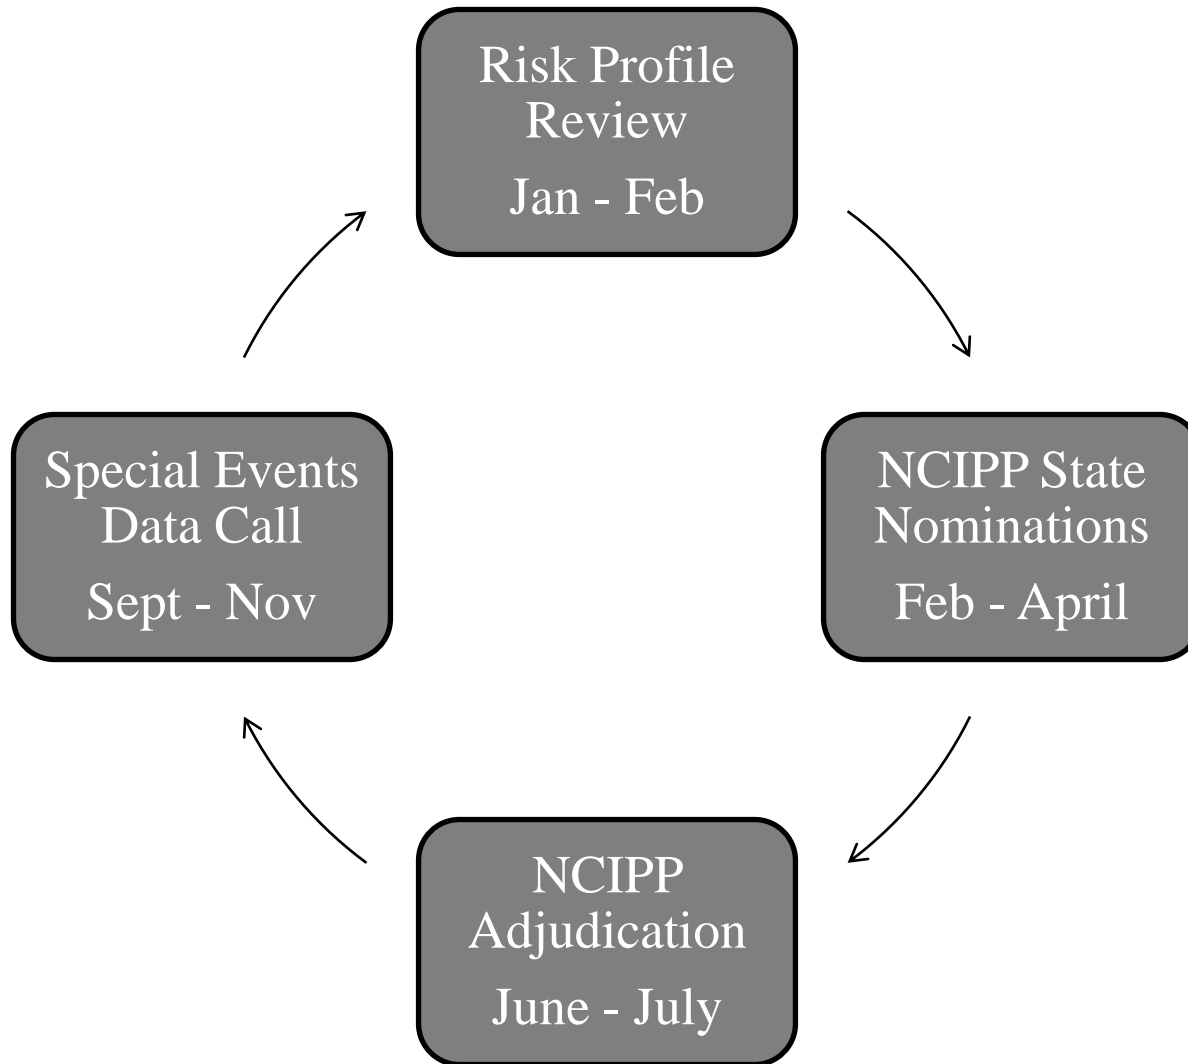 Risk Profile
Review
Jan - Feb
NCIPP State
Nominations
Feb - April
NCIPP
Adjudication
June - July
Special Events
Data Call
Sept - Nov